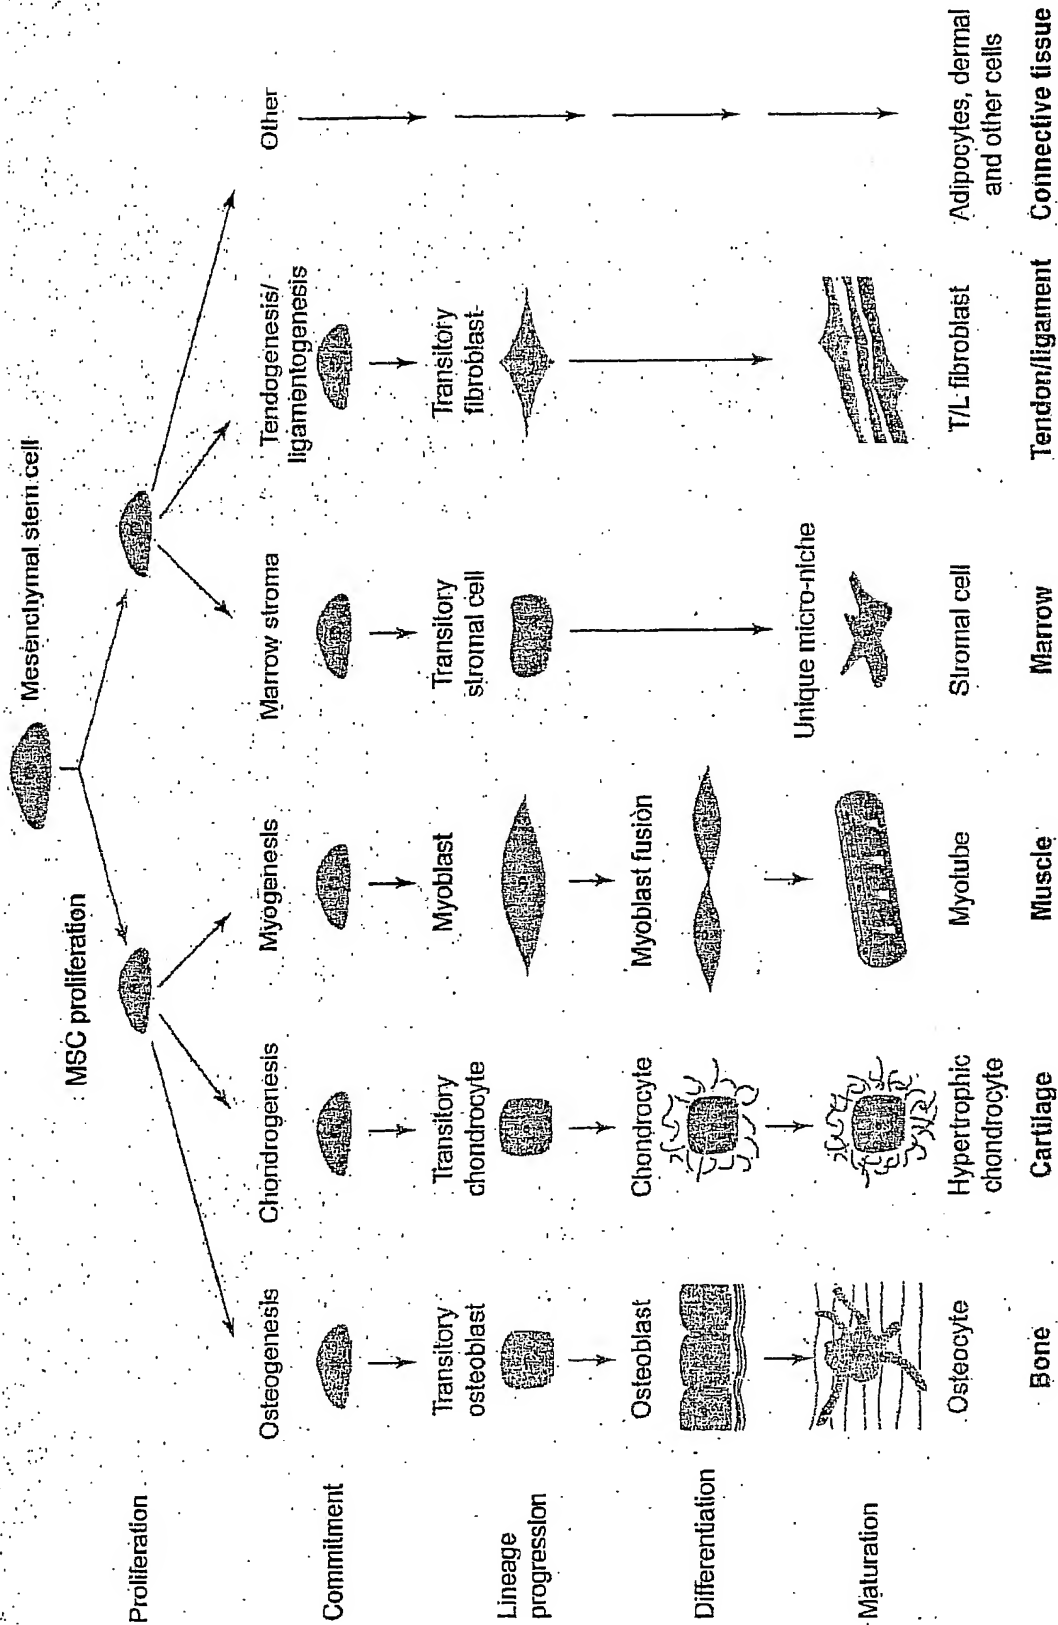 Mesenchymal stem cell
MSC proliferation
Proliferation
Osteogenesis
Chondrogenesis
Myogenesis
Marrow stroma
Tendogenesis/
ligamentogenesis
Other
Commitment
Transitory
osteoblast
Transitory
chondrocyte
Myoblast
Transitory
stromal cell
Transitory
fibroblast
Lineage
progression
Osteoblast
Chondrocyte
Myoblast fusion
Differentiation
Unique micro-niche
Maturation
Osteocyte
Hypertrophic
chondrocyte
Myotube
Stromal cell
T/L fibroblast
Adipocytes, dermal
and other cells
Bone
Cartilage
Muscle
Marrow
Tendon/ligament
Connective tissue